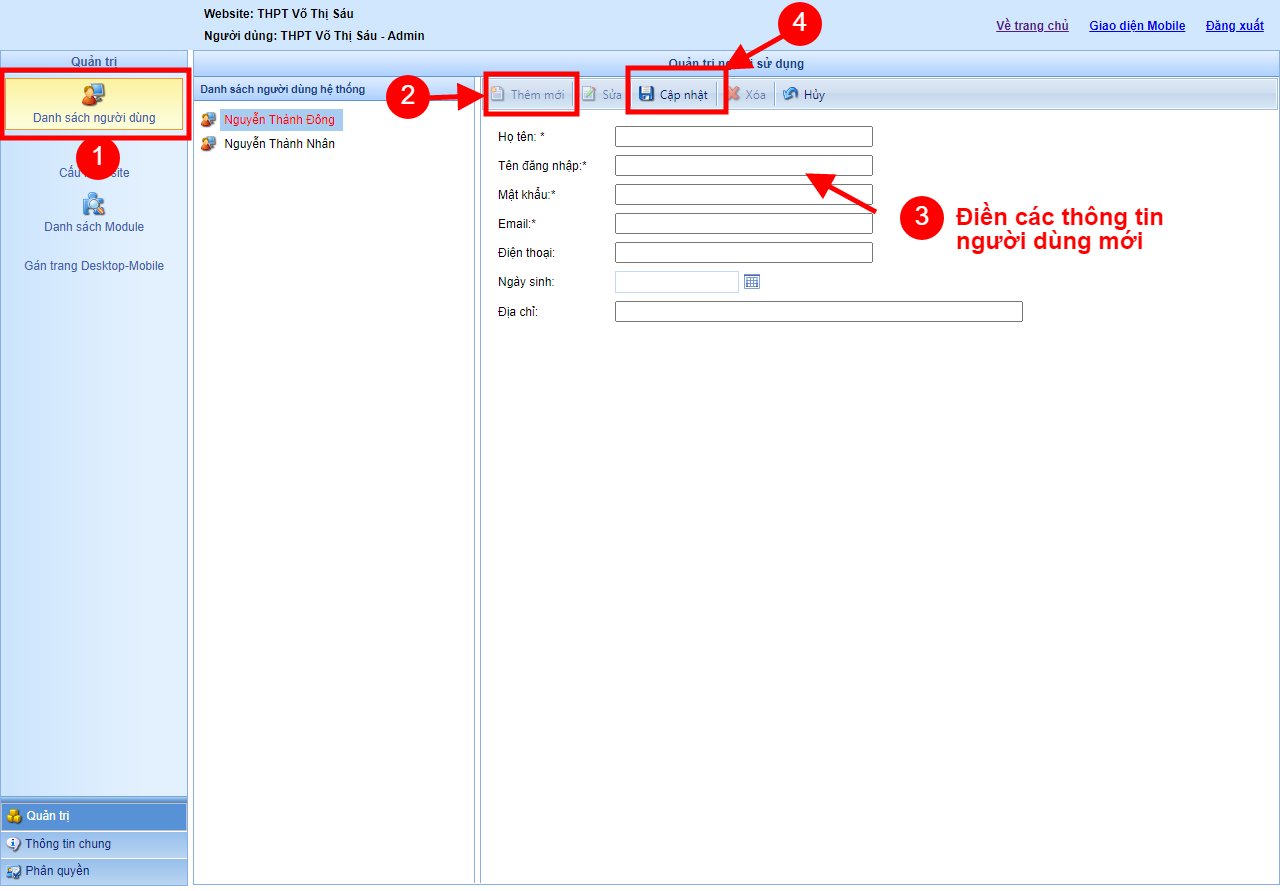 Website: THPT Võ Thị Sáu
Người dùng: THPT Võ Thị Sáu - Admin
Về trang chủ Giao diện Mobile Đăng xuất
4
Quản trị
Danh sách người dùng
1
Danh sách Module
Gán trang Desktop-Mobile
Quản trị
Thông tin chung
Phân quyền
Danh sách người dùng hệ thống
Nguyễn Thành Đông
Nguyễn Thành Nhân
2
Quản trị sử dụng
Thêm mới Sửa Cập nhật Xóa Hủy
Họ tên: *
Tên đăng nhập:*
Mật khẩu:*
Email:*
Điện thoại:
Ngày sinh:
Địa chỉ:
3
Điền các thông tin
người dùng mới